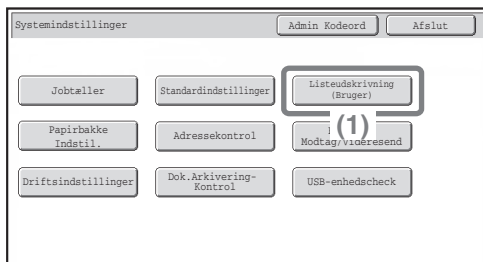 Systemindstillinger
Admin Kodeord
Afslut
Jobtæller
Standardindstillinger
Listeudskrivning
(Bruger)
Papirbakke
Indstil.
Adressekontrol
(1)
Modtag/Videresend
Driftsindstillinger
Dok.Arkivering-
Kontrol
USB-enhedscheck